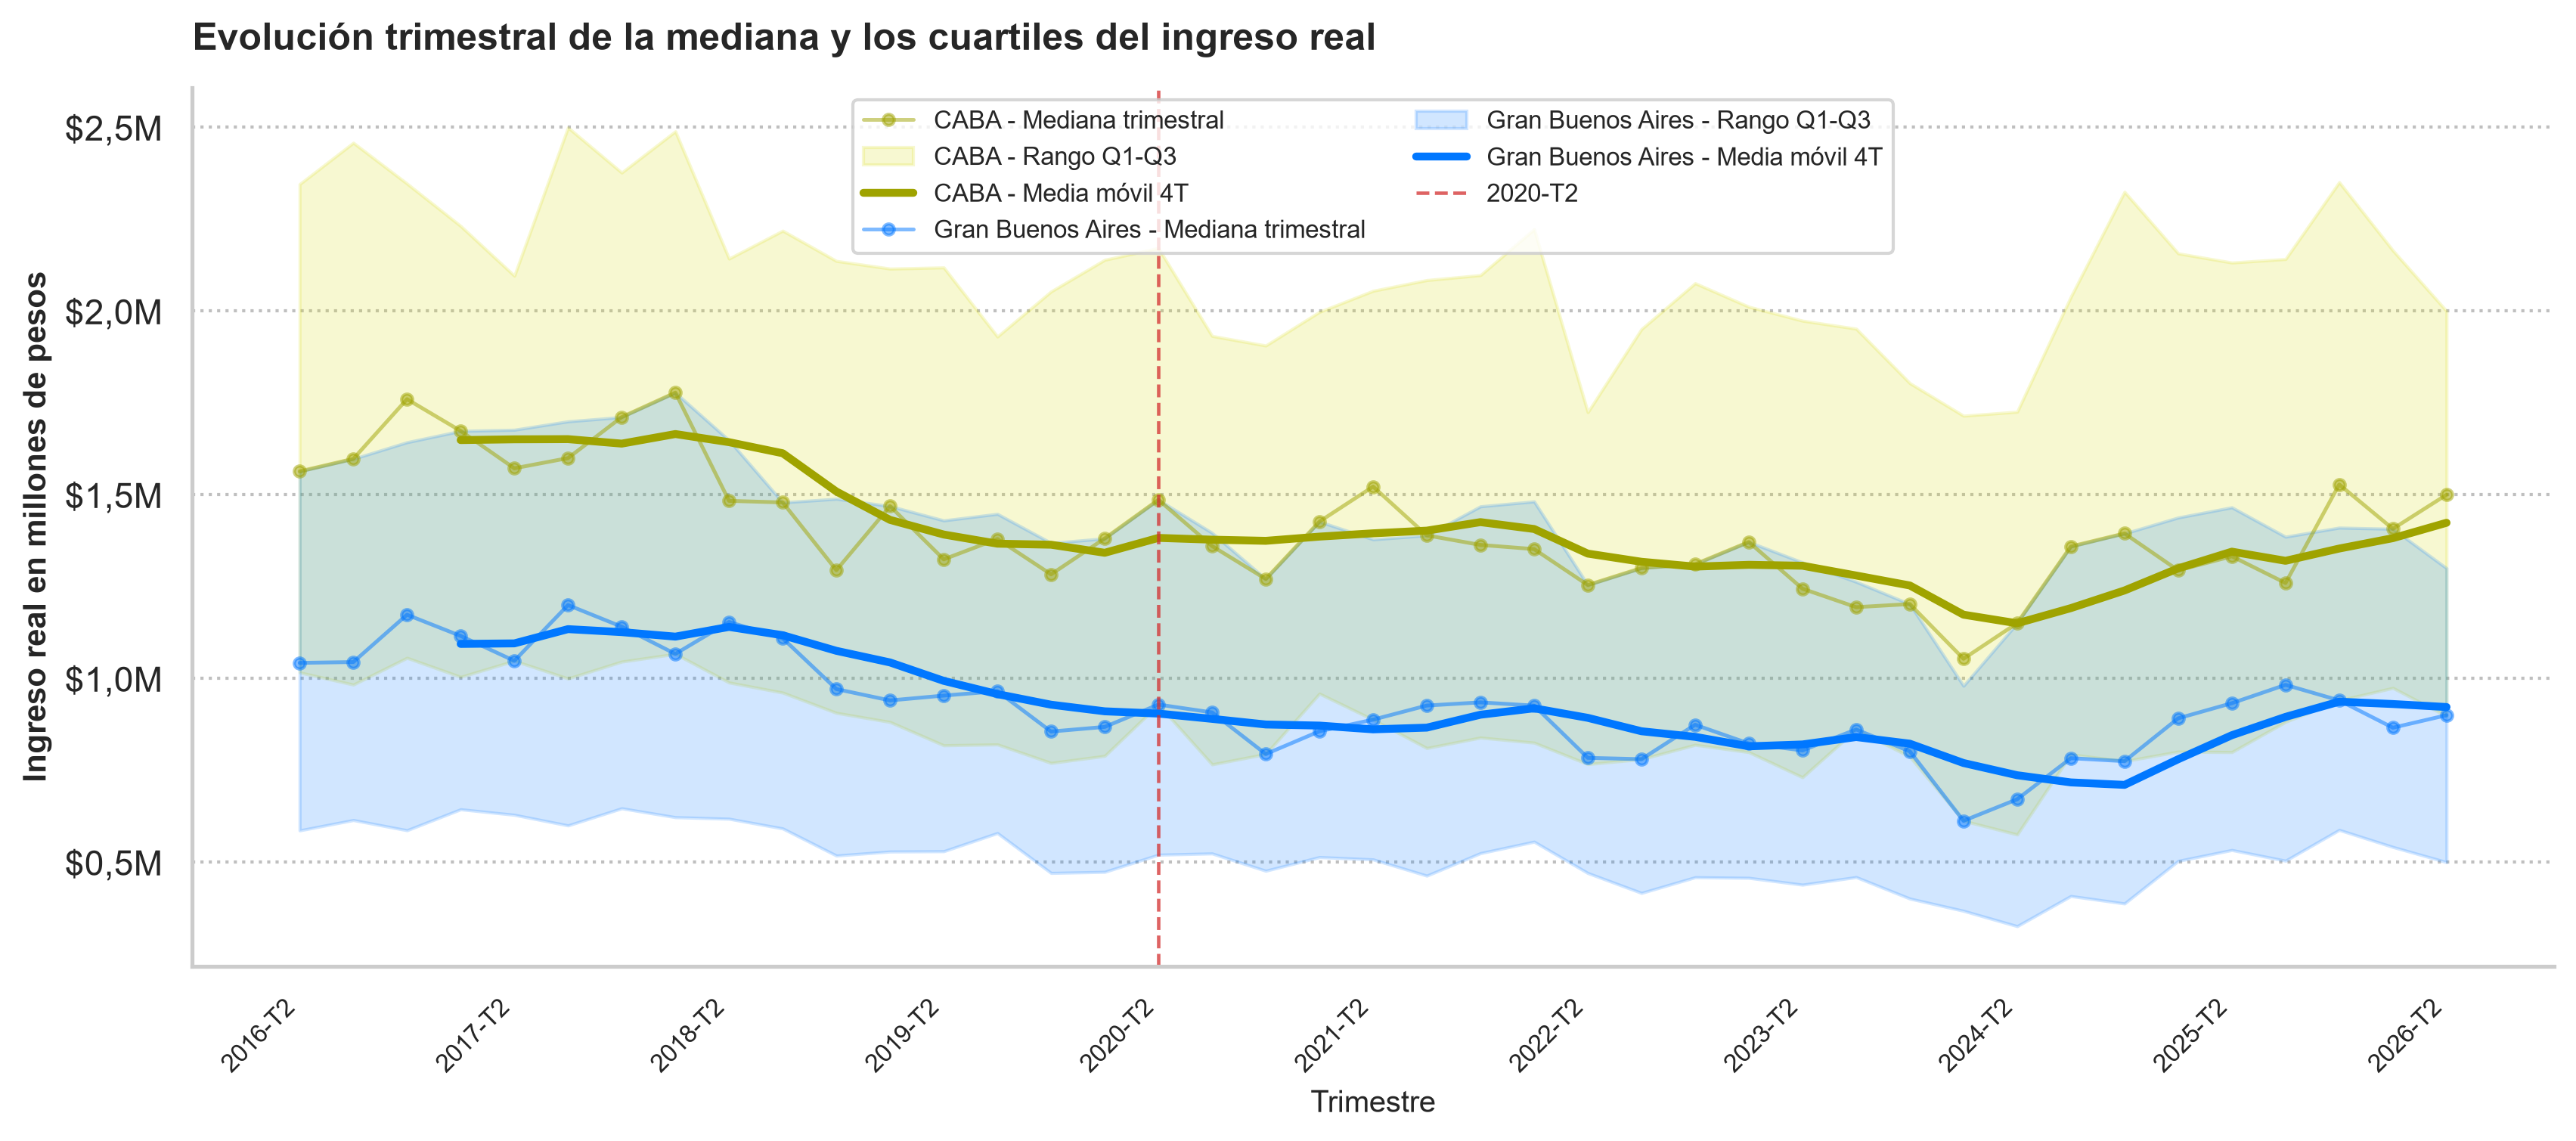 Evolución trimestral de la mediana y los cuartiles del ingreso real
Ingreso real en millones de pesos
$2,5M
$2,0M
$1,5M
$1,0M
$0,5M
CABA - Mediana trimestral
CABA - Rango Q1-Q3
CABA - Media móvil 4T
Gran Buenos Aires - Mediana trimestral
Gran Buenos Aires - Rango Q1-Q3
Gran Buenos Aires - Media móvil 4T
2020-T2
2016-T2
2017-T2
2018-T2
2019-T2
2020-T2
2021-T2
2022-T2
2023-T2
2024-T2
2025-T2
2026-T2
Trimestre